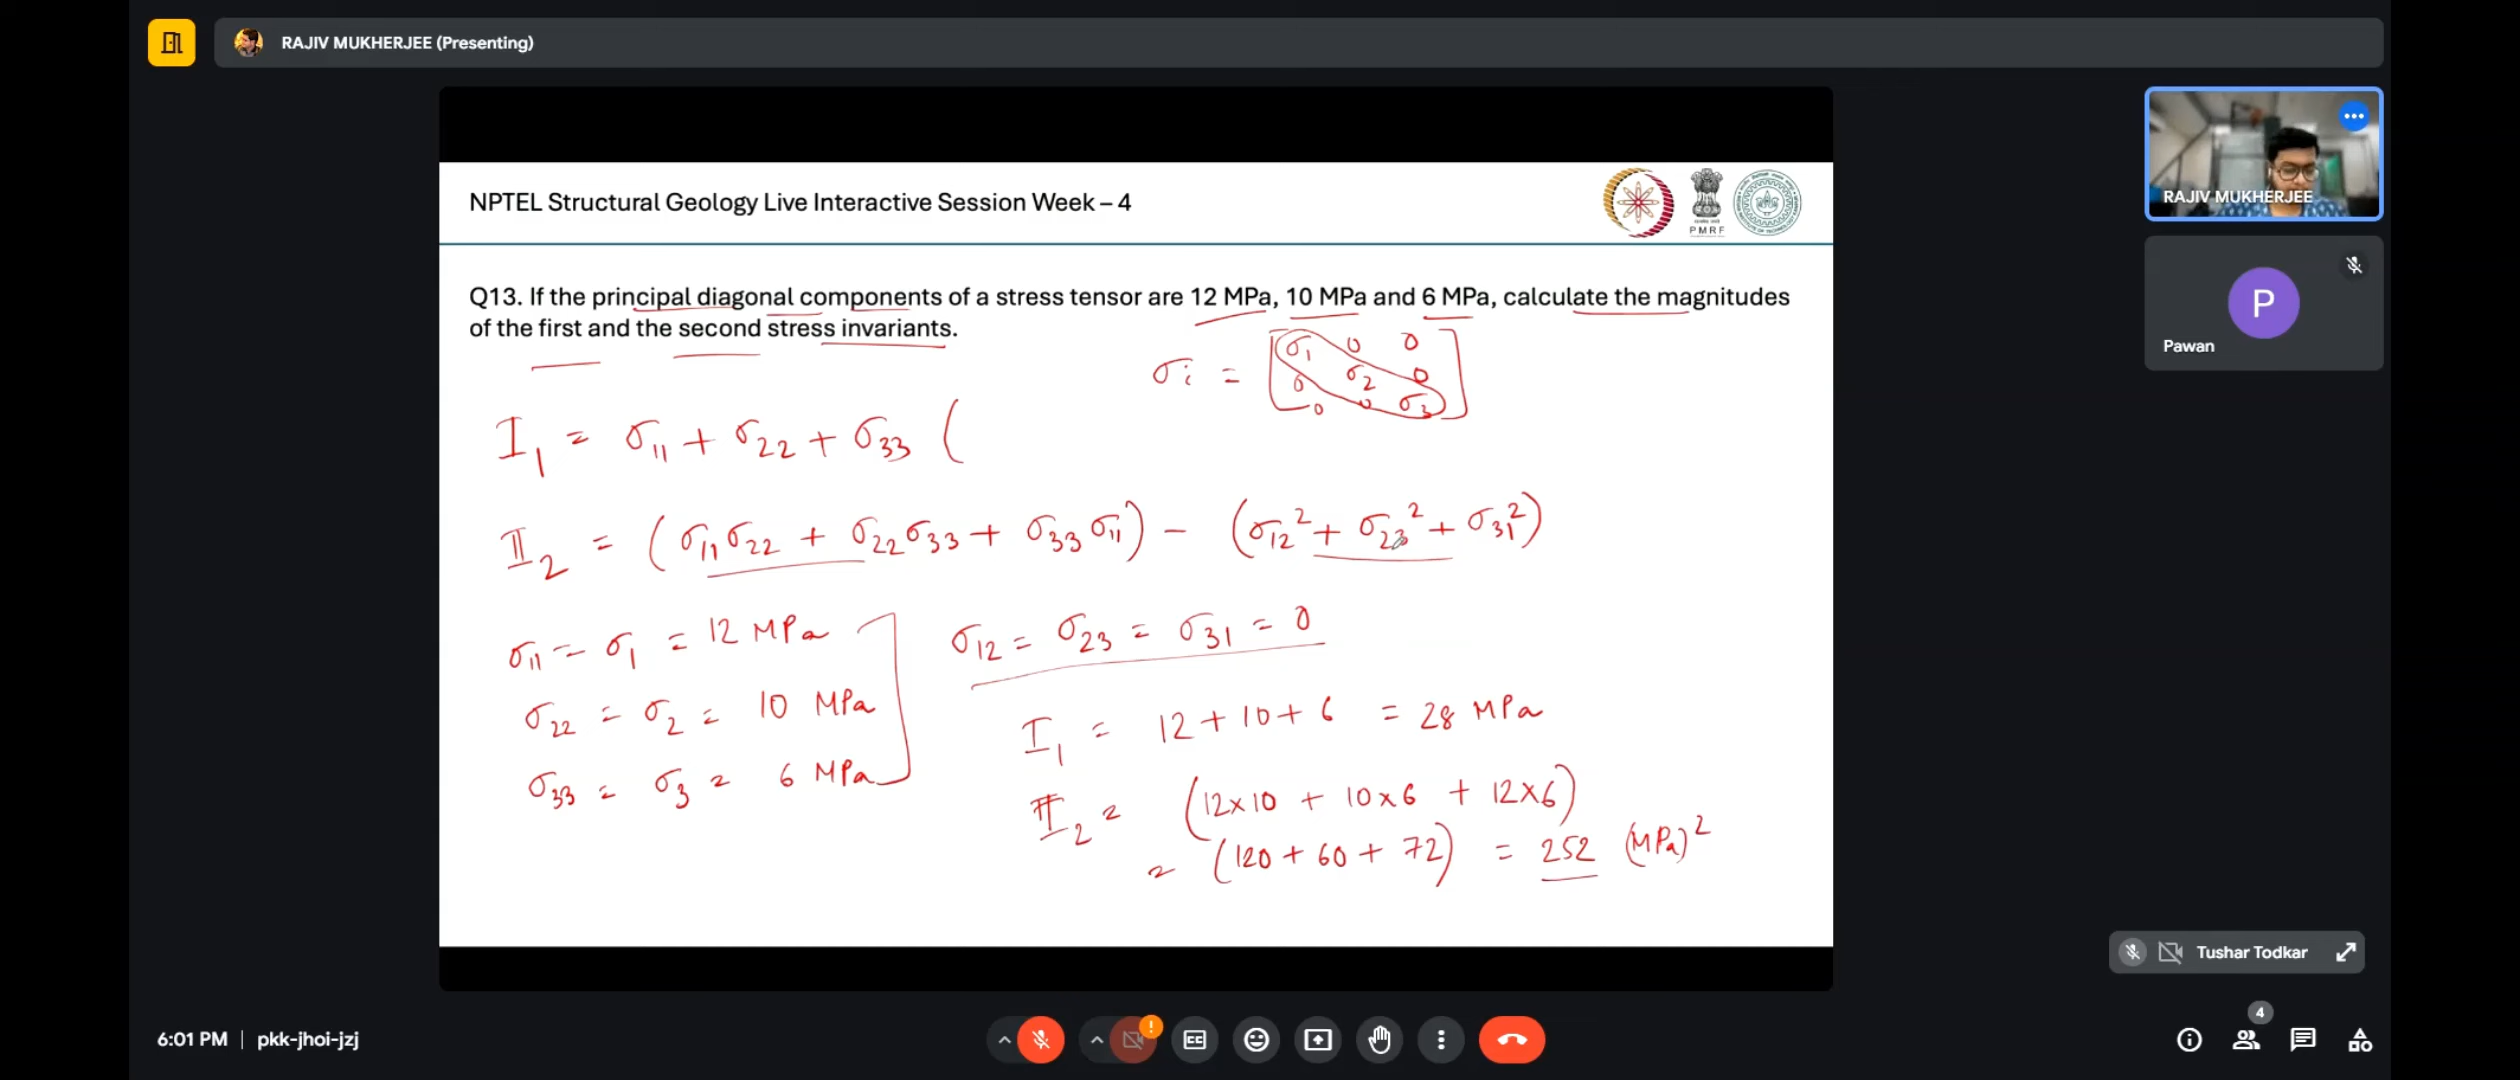 RAJIV MUKHERJEE (Presenting)
NPTEL Structural Geology Live Interactive Session Week – 4
PMRF
RAJIV MUKHERJEE
Q13. If the principal diagonal components of a stress tensor are 12 MPa, 10 MPa and 6 MPa, calculate the magnitudes
of the first and the second stress invariants.
σi = [σ1 0 0
0 σ2 0
0 0 σ3]
P
Pawan
I1 = σ11 + σ22 + σ33 (
I2 = (σ11σ22 + σ22σ33 + σ33σ11) - (σ12² + σ23² + σ31²)
σ11 = σ1 = 12 MPa
σ22 = σ2 = 10 MPa
σ33 = σ3 = 6 MPa
σ12 = σ23 = σ31 = 0
I1 = 12 + 10 + 6 = 28 MPa
I2 = (12×10 + 10×6 + 12×6)
= (120 + 60 + 72) = 252 (MPa)²
Tushar Todkar
6:01 PM | pkk-jhoi-jzj
CC
4